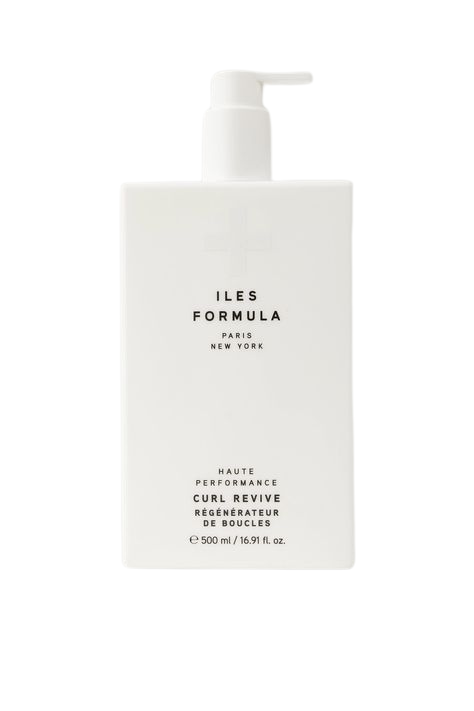 ILES
FORMULA
PARIS
NEW YORK
HAUTE
PERFORMANCE
CURL REVIVE
RÉGÉNÉRATEUR
DE BOUCLES
℮ 500 ml / 16.91 fl. oz.